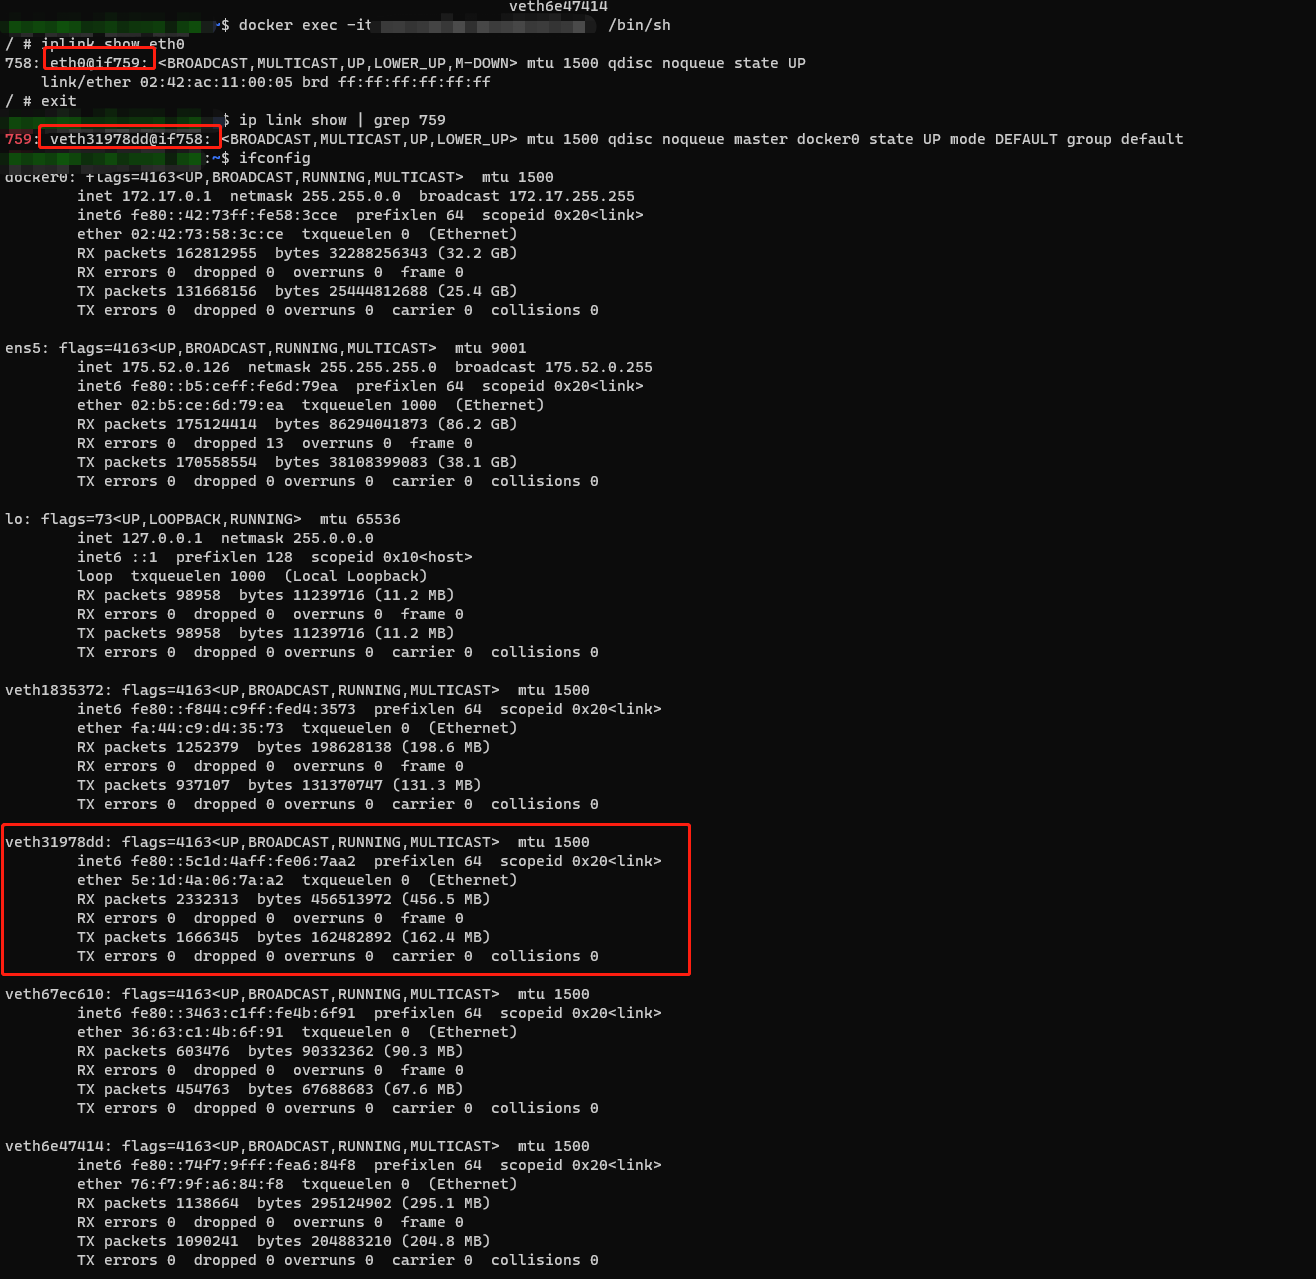 veth6e47414
$ docker exec -it /bin/sh
/ # iplink show eth0
758: eth0@if759: <BROADCAST,MULTICAST,UP,LOWER_UP,M-DOWN> mtu 1500 qdisc noqueue state UP
link/ether 02:42:ac:11:00:05 brd ff:ff:ff:ff:ff:ff
/ # exit
$ ip link show | grep 759
759: veth31978dd@if758: <BROADCAST,MULTICAST,UP,LOWER_UP> mtu 1500 qdisc noqueue master docker0 state UP mode DEFAULT group default
:~$ ifconfig
docker0: flags=4163<UP,BROADCAST,RUNNING,MULTICAST>  mtu 1500
inet 172.17.0.1  netmask 255.255.0.0  broadcast 172.17.255.255
inet6 fe80::42:73ff:fe58:3cce  prefixlen 64  scopeid 0x20<link>
ether 02:42:73:58:3c:ce  txqueuelen 0  (Ethernet)
RX packets 162812955  bytes 32288256343 (32.2 GB)
RX errors 0  dropped 0  overruns 0  frame 0
TX packets 131668156  bytes 25444812688 (25.4 GB)
TX errors 0  dropped 0 overruns 0  carrier 0  collisions 0
ens5: flags=4163<UP,BROADCAST,RUNNING,MULTICAST>  mtu 9001
inet 175.52.0.126  netmask 255.255.255.0  broadcast 175.52.0.255
inet6 fe80::b5:ceff:fe6d:79ea  prefixlen 64  scopeid 0x20<link>
ether 02:b5:ce:6d:79:ea  txqueuelen 1000  (Ethernet)
RX packets 175124414  bytes 86294041873 (86.2 GB)
RX errors 0  dropped 13  overruns 0  frame 0
TX packets 170558554  bytes 38108399083 (38.1 GB)
TX errors 0  dropped 0 overruns 0  carrier 0  collisions 0
lo: flags=73<UP,LOOPBACK,RUNNING>  mtu 65536
inet 127.0.0.1  netmask 255.0.0.0
inet6 ::1  prefixlen 128  scopeid 0x10<host>
loop  txqueuelen 1000  (Local Loopback)
RX packets 98958  bytes 11239716 (11.2 MB)
RX errors 0  dropped 0  overruns 0  frame 0
TX packets 98958  bytes 11239716 (11.2 MB)
TX errors 0  dropped 0 overruns 0  carrier 0  collisions 0
veth1835372: flags=4163<UP,BROADCAST,RUNNING,MULTICAST>  mtu 1500
inet6 fe80::f844:c9ff:fed4:3573  prefixlen 64  scopeid 0x20<link>
ether fa:44:c9:d4:35:73  txqueuelen 0  (Ethernet)
RX packets 1252379  bytes 198628138 (198.6 MB)
RX errors 0  dropped 0  overruns 0  frame 0
TX packets 937107  bytes 131370747 (131.3 MB)
TX errors 0  dropped 0 overruns 0  carrier 0  collisions 0
veth31978dd: flags=4163<UP,BROADCAST,RUNNING,MULTICAST>  mtu 1500
inet6 fe80::5c1d:4aff:fe06:7aa2  prefixlen 64  scopeid 0x20<link>
ether 5e:1d:4a:06:7a:a2  txqueuelen 0  (Ethernet)
RX packets 2332313  bytes 456513972 (456.5 MB)
RX errors 0  dropped 0  overruns 0  frame 0
TX packets 1666345  bytes 162482892 (162.4 MB)
TX errors 0  dropped 0 overruns 0  carrier 0  collisions 0
veth67ec610: flags=4163<UP,BROADCAST,RUNNING,MULTICAST>  mtu 1500
inet6 fe80::3463:c1ff:fe4b:6f91  prefixlen 64  scopeid 0x20<link>
ether 36:63:c1:4b:6f:91  txqueuelen 0  (Ethernet)
RX packets 603476  bytes 90332362 (90.3 MB)
RX errors 0  dropped 0  overruns 0  frame 0
TX packets 454763  bytes 67688683 (67.6 MB)
TX errors 0  dropped 0 overruns 0  carrier 0  collisions 0
veth6e47414: flags=4163<UP,BROADCAST,RUNNING,MULTICAST>  mtu 1500
inet6 fe80::74f7:9fff:fea6:84f8  prefixlen 64  scopeid 0x20<link>
ether 76:f7:9f:a6:84:f8  txqueuelen 0  (Ethernet)
RX packets 1138664  bytes 295124902 (295.1 MB)
RX errors 0  dropped 0  overruns 0  frame 0
TX packets 1090241  bytes 204883210 (204.8 MB)
TX errors 0  dropped 0 overruns 0  carrier 0  collisions 0